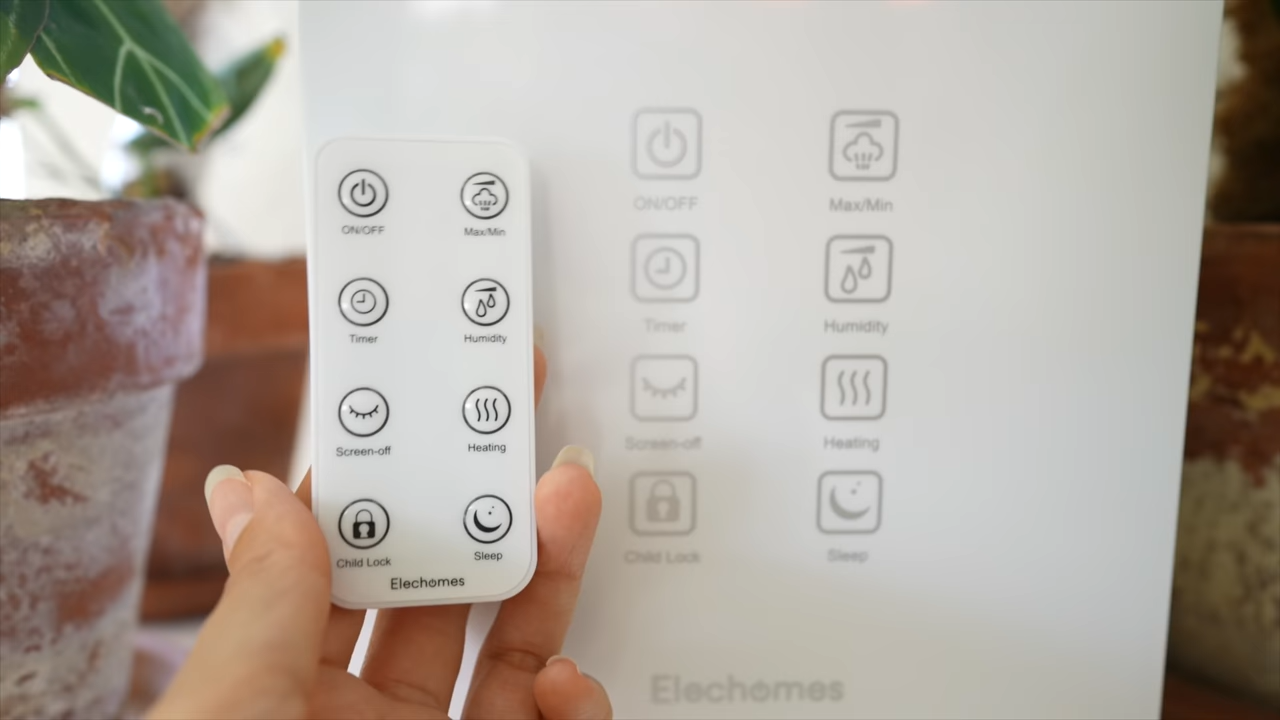 ON/OFF Max/Min
Timer Humidity
Screen-off Heating
Child Lock Sleep
Elechomes
ON/OFF Max/Min
Timer Humidity
Screen-off Heating
Child Lock Sleep
Elechomes